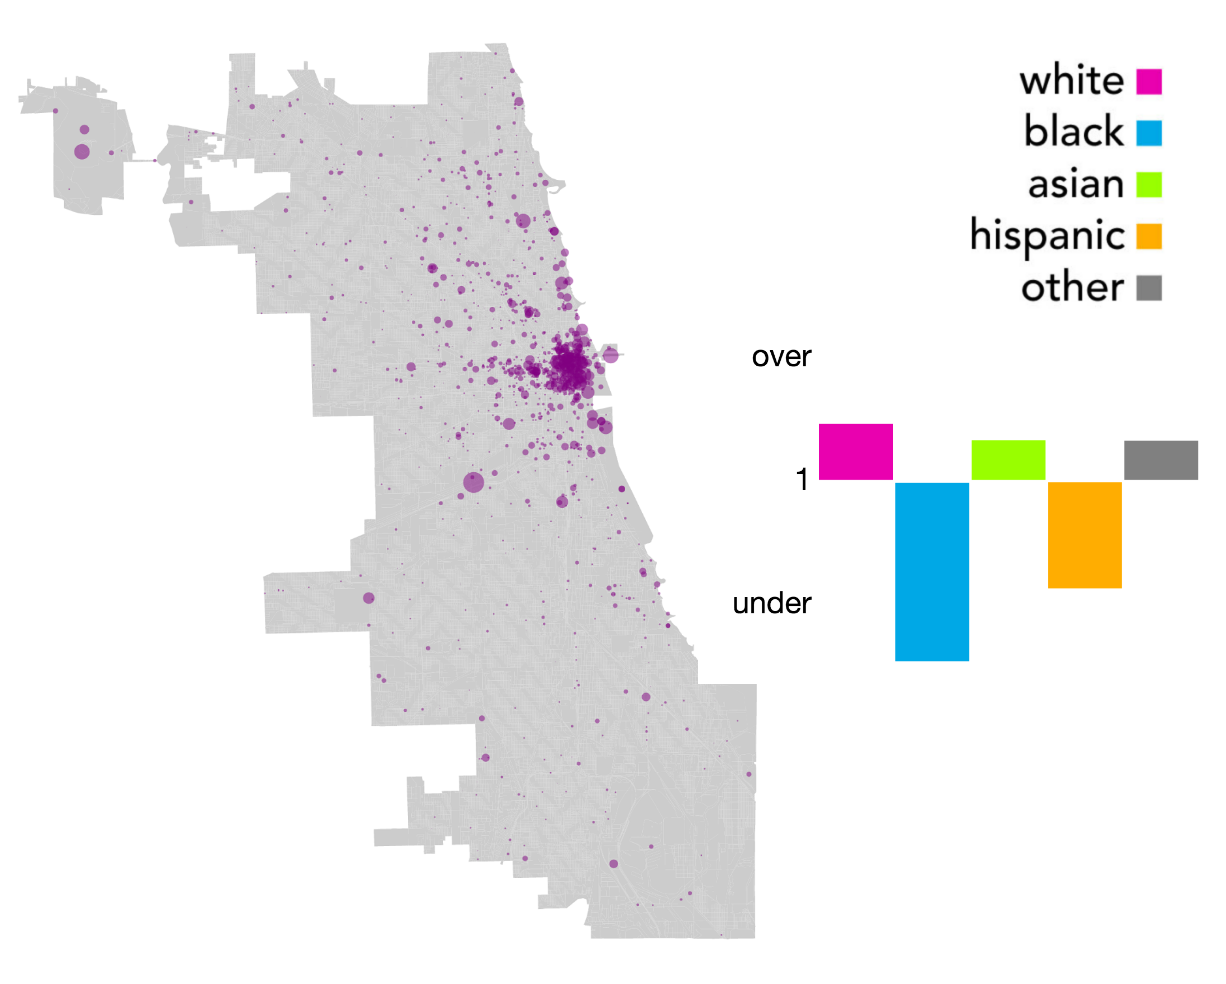 white
black
asian
hispanic
other
over
1
under